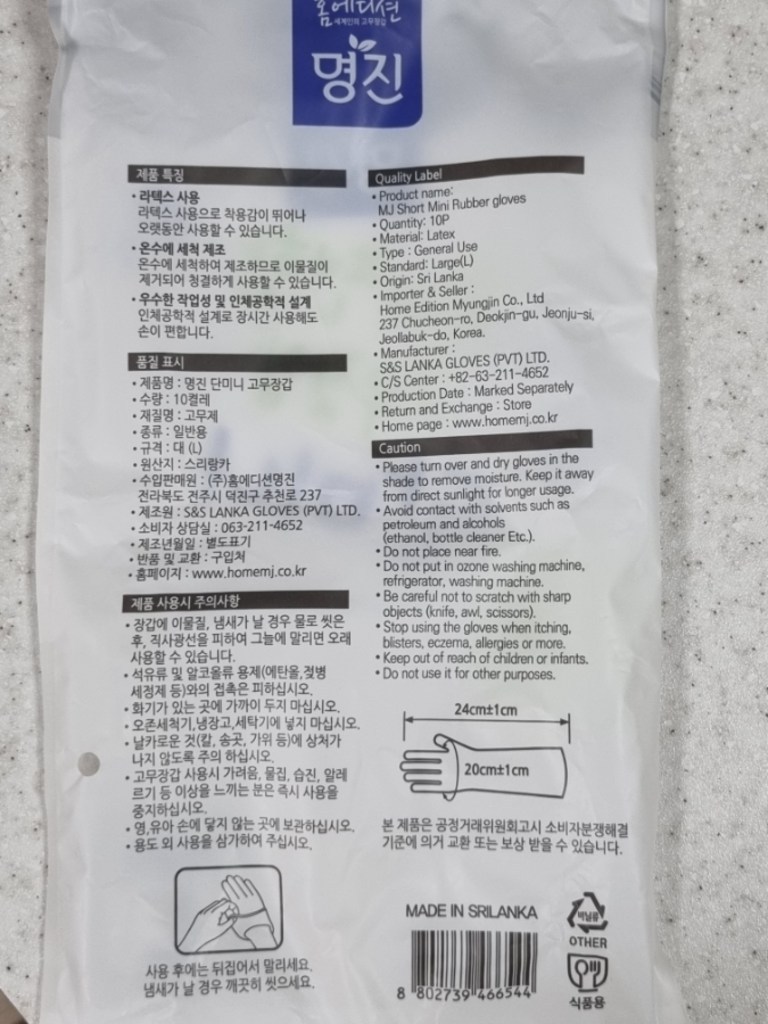 홈에디션
세계인의 고무장갑
명진
제품 특징
• 라텍스 사용
라텍스 사용으로 착용감이 뛰어나
오랫동안 사용할 수 있습니다.
• 온수에 세척 제조
온수에 세척하여 제조하므로 이물질이
제거되어 청결하게 사용할 수 있습니다.
• 우수한 작업성 및 인체공학적 설계
인체공학적 설계로 장시간 사용해도
손이 편합니다.
품질 표시
• 제품명 : 명진 단미니 고무장갑
• 수량 : 10켤레
• 재질명 : 고무제
• 종류 : 일반용
• 규격 : 대 (L)
• 원산지 : 스리랑카
• 수입판매원 : (주)홈에디션명진
전라북도 전주시 덕진구 추천로 237
• 제조원 : S&S LANKA GLOVES (PVT) LTD.
• 소비자 상담실 : 063-211-4652
• 제조년월일 : 별도표기
• 반품 및 교환 : 구입처
• 홈페이지 : www.homemj.co.kr
제품 사용시 주의사항
• 장갑에 이물질, 냄새가 날 경우 물로 씻은
후, 직사광선을 피하여 그늘에 말리면 오래
사용할 수 있습니다.
• 석유류 및 알코올류 용제(에탄올,젖병
세정제 등)와의 접촉은 피하십시오.
• 화기가 있는 곳에 가까이 두지 마십시오.
• 오존세척기,냉장고,세탁기에 넣지 마십시오.
• 날카로운 것(칼, 송곳, 가위 등)에 상처가
나지 않도록 주의 하십시오.
• 고무장갑 사용시 가려움, 물집, 습진, 알레
르기 등 이상을 느끼는 분은 즉시 사용을
중지하십시오.
• 영,유아 손에 닿지 않는 곳에 보관하십시오.
• 용도 외 사용을 삼가하여 주십시오.
사용 후에는 뒤집어서 말리세요.
냄새가 날 경우 깨끗히 씻으세요.
Quality Label
• Product name:
MJ Short Mini Rubber gloves
• Quantity: 10P
• Material: Latex
• Type : General Use
• Standard: Large(L)
• Origin: Sri Lanka
• Importer & Seller :
Home Edition Myungjin Co., Ltd
237 Chucheon-ro, Deokjin-gu, Jeonju-si,
Jeollabuk-do, Korea.
• Manufacturer :
S&S LANKA GLOVES (PVT) LTD.
• C/S Center : +82-63-211-4652
• Production Date : Marked Separately
• Return and Exchange : Store
• Home page : www.homemj.co.kr
Caution
• Please turn over and dry gloves in the
shade to remove moisture. Keep it away
from direct sunlight for longer usage.
• Avoid contact with solvents such as
petroleum and alcohols
(ethanol, bottle cleaner Etc.).
• Do not place near fire.
• Do not put in ozone washing machine,
refrigerator, washing machine.
• Be careful not to scratch with sharp
objects (knife, awl, scissors).
• Stop using the gloves when itching,
blisters, eczema, allergies or more.
• Keep out of reach of children or infants.
• Do not use it for other purposes.
24cm±1cm
20cm±1cm
본 제품은 공정거래위원회고시 소비자분쟁해결
기준에 의거 교환 또는 보상 받을 수 있습니다.
MADE IN SRILANKA
8 802739 466544
비닐류
OTHER
식품용